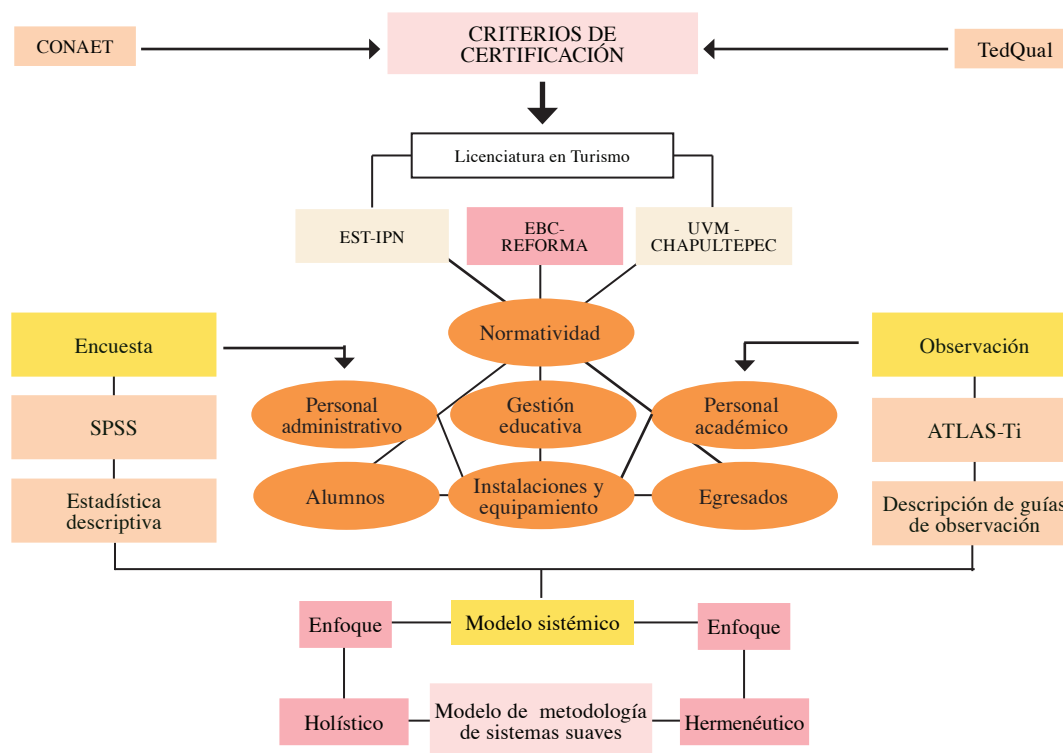 CRITERIOS DE
CERTIFICACIÓN
CONAET
TedQual
Licenciatura en Turismo
EST-IPN
EBC-
REFORMA
UVM -
CHAPULTEPEC
Normatividad
Encuesta
Observación
Personal
administrativo
Gestión
educativa
Personal
académico
SPSS
ATLAS-Ti
Alumnos
Instalaciones y
equipamiento
Egresados
Estadística
descriptiva
Descripción de guías
de observación
Enfoque
Modelo sistémico
Enfoque
Holístico
Modelo de metodología
de sistemas suaves
Hermenéutico